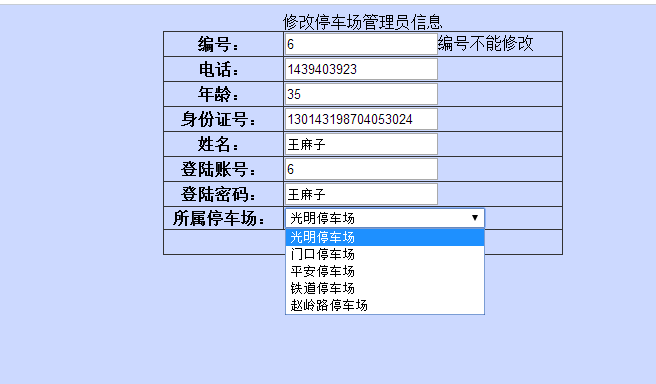 修改停车场管理员信息
编号： 6 编号不能修改
电话： 1439403923
年龄： 35
身份证号： 130143198704053024
姓名： 王麻子
登陆账号： 6
登陆密码： 王麻子
所属停车场： 光明停车场
光明停车场
门口停车场
平安停车场
铁道停车场
赵岭路停车场